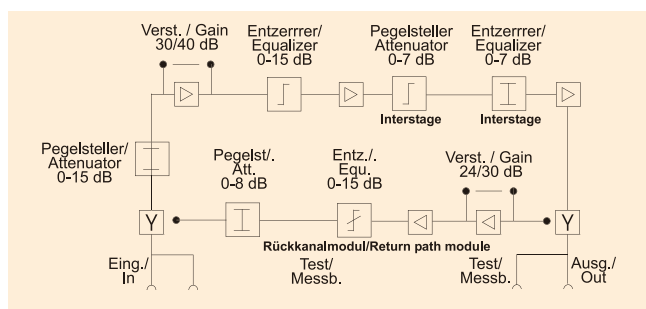 Verst. / Gain
30/40 dB
Entzerrrer/
Equalizer
0-15 dB
Pegelsteller
Attenuator
0-7 dB
Entzerrer/
Equalizer
0-7 dB
Interstage
Interstage
Pegelsteller/
Attenuator
0-15 dB
Pegelst/.
Att.
0-8 dB
Entz./.
Equ.
0-15 dB
Verst. / Gain
24/30 dB
Y
Y
Rückkanalmodul/Return path module
Eing./
In
Test/
Messb.
Test/
Messb.
Ausg./
Out